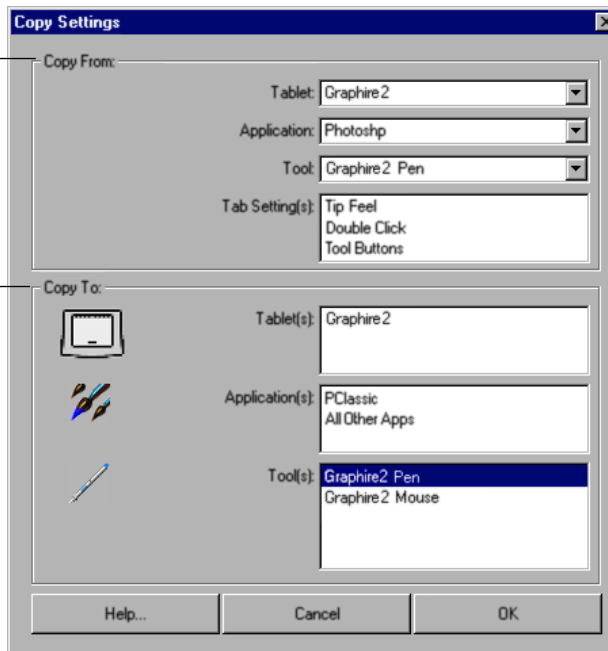 Copy Settings
Copy From:
Tablet: Graphire2
Application: Photoshp
Tool: Graphire2 Pen
Tab Setting(s): Tip Feel
Double Click
Tool Buttons
Copy To:
Tablet(s): Graphire2
Application(s): PClassic
All Other Apps
Tool(s): Graphire2 Pen
Graphire2 Mouse
Help... Cancel OK